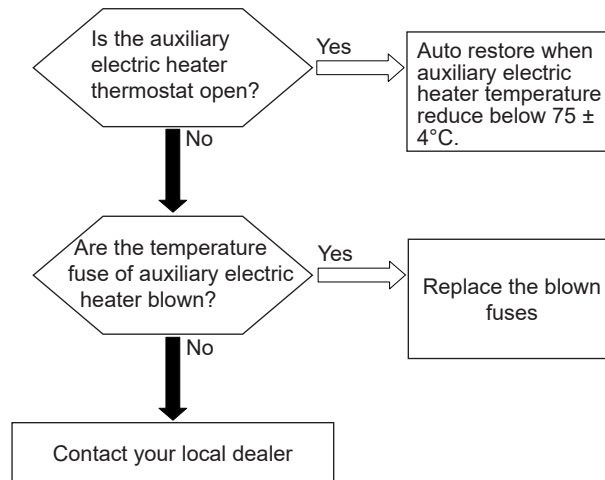 Is the auxiliary
electric heater
thermostat open?
Yes
Auto restore when
auxiliary electric
heater temperature
reduce below 75 ±
4°C.
No
Are the temperature
fuse of auxiliary electric
heater blown?
Yes
Replace the blown
fuses
No
Contact your local dealer